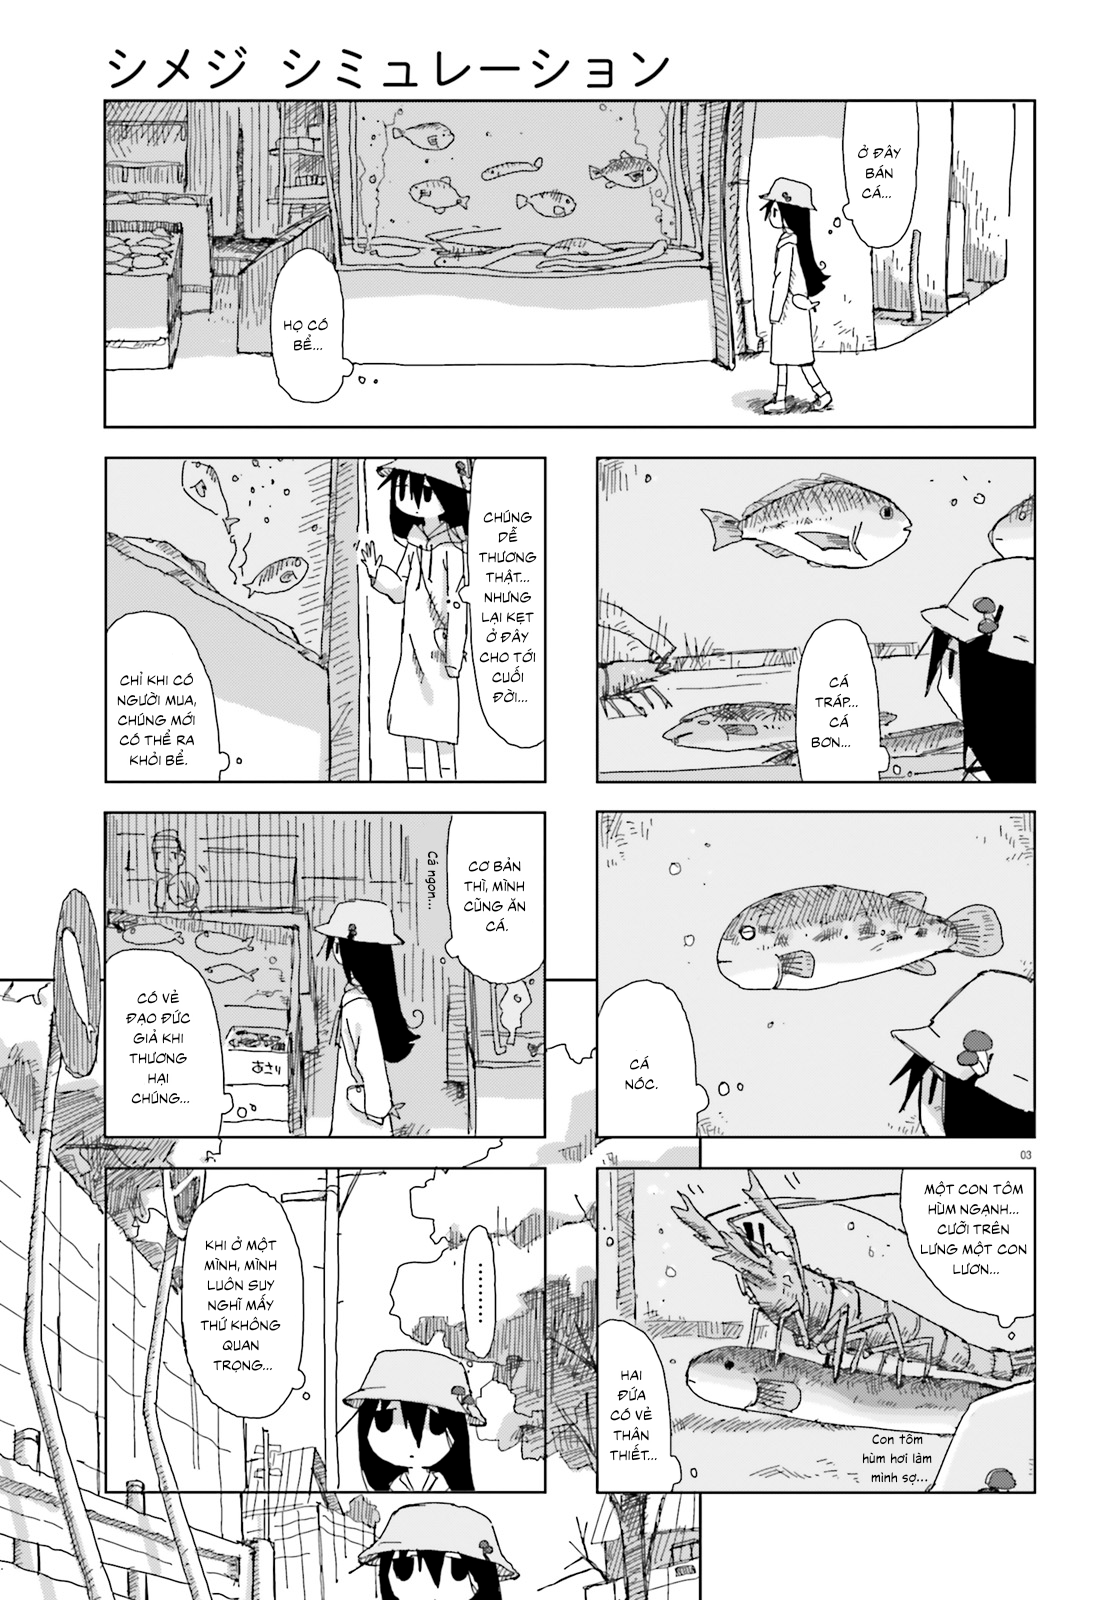 シメジ シミュレーション
Ở ĐÂY
BÁN
CÁ...
HỌ CÓ
BỂ...
CÁ
TRÁP...
CÁ
BƠN...
CÁ
NÓC.
03
MỘT CON TÔM
HÙM NGẠNH...
CƯỠI TRÊN
LƯNG MỘT CON
LƯƠN...
HAI
ĐỨA
CÓ VẺ
THÂN
THIẾT...
Con tôm
hùm hơi làm
mình sợ...
CHÚNG
DỄ
THƯƠNG
THẬT...
NHƯNG
LẠI KẸT
Ở ĐÂY
CHO TỚI
CUỐI
ĐỜI...
CHỈ KHI CÓ
NGƯỜI MUA,
CHÚNG MỚI
CÓ THỂ RA
KHỎI BỂ.
CƠ BẢN
THÌ, MÌNH
CŨNG ĂN
CÁ.
Cá ngon...
CÓ VẺ
ĐẠO ĐỨC
GIẢ KHI
THƯƠNG
HẠI
CHÚNG...
あさり
........
KHI Ở MỘT
MÌNH, MÌNH
LUÔN SUY
NGHĨ MẤY
THỨ KHÔNG
QUAN
TRỌNG...